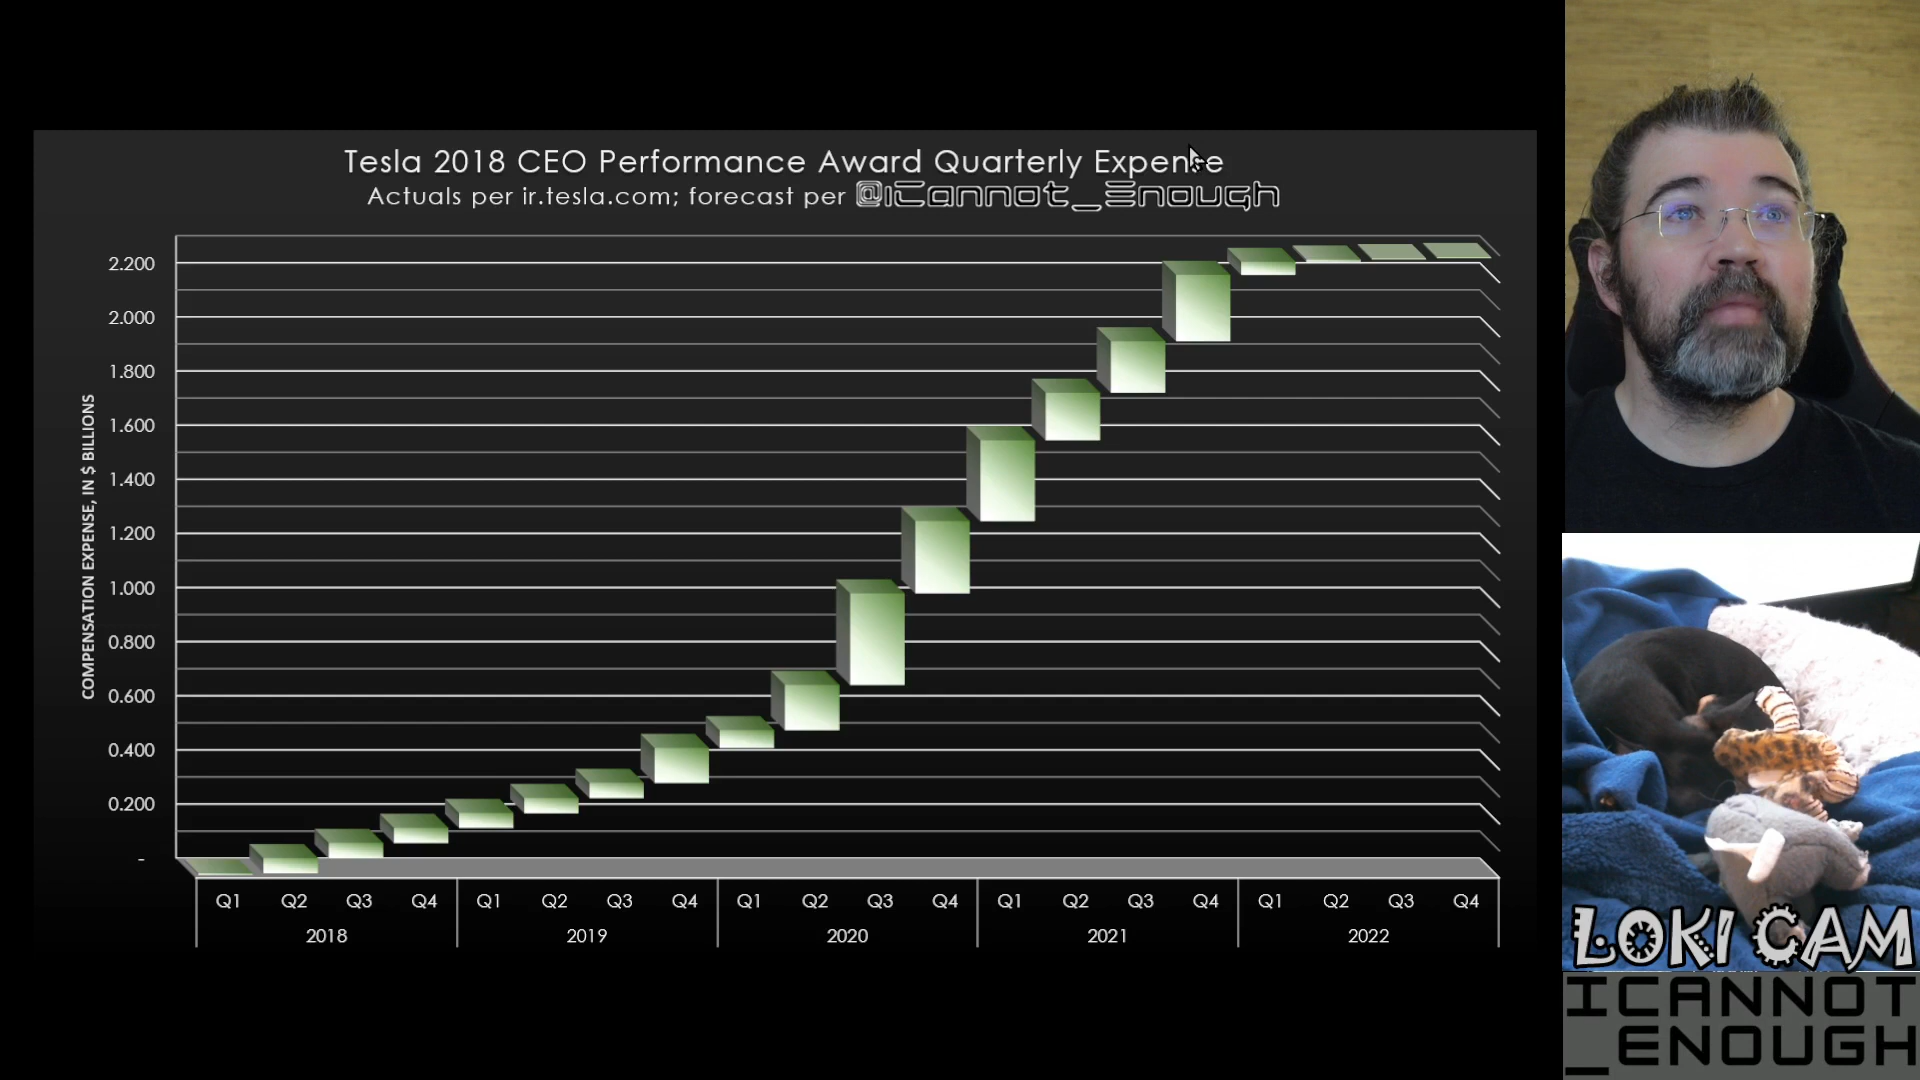 Tesla 2018 CEO Performance Award Quarterly Expense
Actuals per ir.tesla.com; forecast per @iCannot_Enough
COMPENSATION EXPENSE, IN $ BILLIONS
2.200
2.000
1.800
1.600
1.400
1.200
1.000
0.800
0.600
0.400
0.200
-
Q1 Q2 Q3 Q4 Q1 Q2 Q3 Q4 Q1 Q2 Q3 Q4 Q1 Q2 Q3 Q4 Q1 Q2 Q3 Q4
2018 2019 2020 2021 2022
LOKI CAM
ICANNOT
_ENOUGH